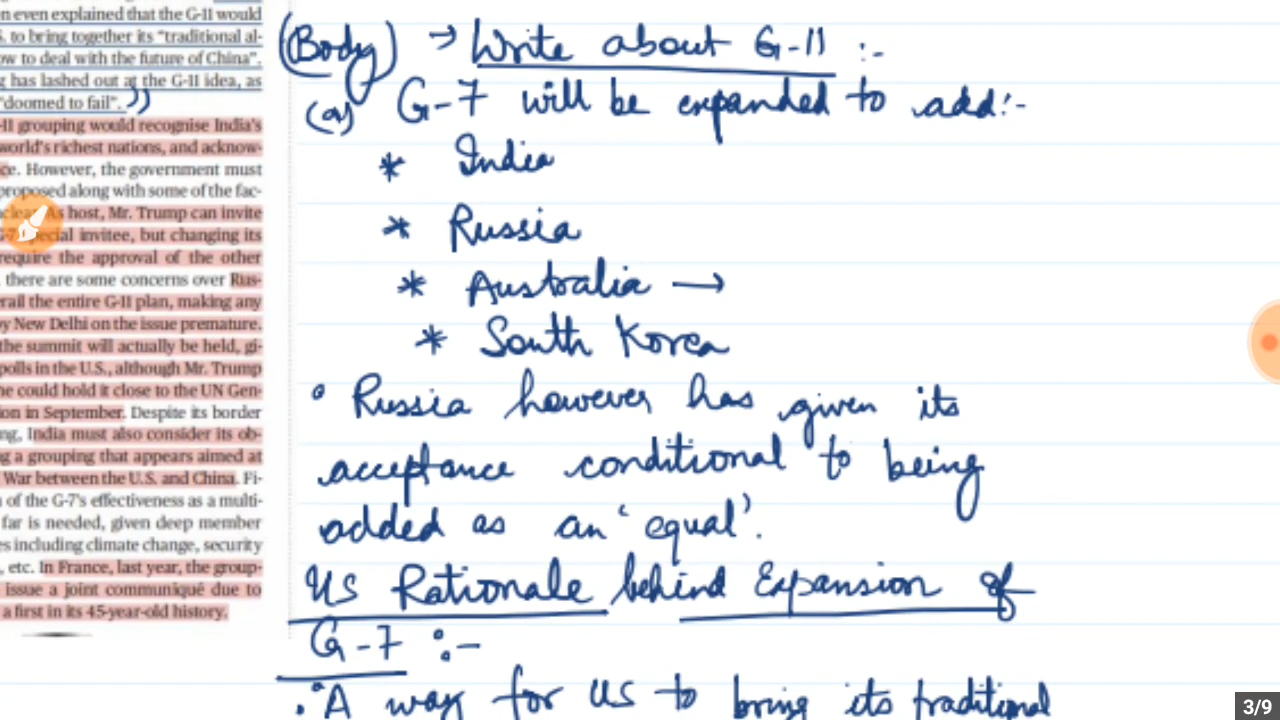 n even explained that the G-11 would
. to bring together its "traditional al-
ow to deal with the future of China".
g has lashed out at the G-11 idea, as
"doomed to fail".
-11 grouping would recognise India's
world's richest nations, and acknow-
ce. However, the government must
proposed along with some of the fac-
clear. As host, Mr. Trump can invite
G-7 special invitee, but changing its
require the approval of the other
there are some concerns over Rus-
erail the entire G-11 plan, making any
by New Delhi on the issue premature.
the summit will actually be held, gi-
polls in the U.S., although Mr. Trump
he could hold it close to the UN Gen-
ion in September. Despite its border
ng, India must also consider its ob-
g a grouping that appears aimed at
War between the U.S. and China. Fi-
of the G-7's effectiveness as a multi-
far is needed, given deep member
es including climate change, security
, etc. In France, last year, the group-
issue a joint communiqué due to
a first in its 45-year-old history.
(Body) → Write about G-11 :-
(a) G-7 will be expanded to add:-
* India
* Russia
* Australia →
* South Korea
• Russia however has given its
acceptance conditional to being
added as an 'equal'.
US Rationale behind Expansion of
G-7 :-
• A way for US to bring its traditional
3/9